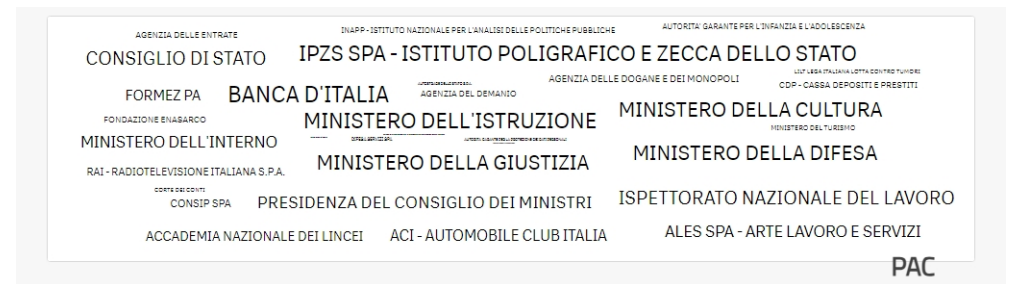 AGENZIA DELLE ENTRATE
INAPP - ISTITUTO NAZIONALE PER L'ANALISI DELLE POLITICHE PUBBLICHE
AUTORITA' GARANTE PER L'INFANZIA E L'ADOLESCENZA
CONSIGLIO DI STATO
IPZS SPA - ISTITUTO POLIGRAFICO E ZECCA DELLO STATO
LILT LEGA ITALIANA LOTTA CONTRO TUMORI
AGENZIA DELLE DOGANE E DEI MONOPOLI
CDP - CASSA DEPOSITI E PRESTITI
FORMEZ PA
BANCA D'ITALIA
AGENZIA DEL DEMANIO
MINISTERO DELLA CULTURA
FONDAZIONE ENASARCO
MINISTERO DELL'ISTRUZIONE
MINISTERO DEL TURISMO
MINISTERO DELL'INTERNO
DIFESA SERVIZI SPA
MINISTERO DELLA GIUSTIZIA
MINISTERO DELLA DIFESA
RAI - RADIOTELEVISIONE ITALIANA S.P.A.
CORTE DEI CONTI
CONSIP SPA
PRESIDENZA DEL CONSIGLIO DEI MINISTRI
ISPETTORATO NAZIONALE DEL LAVORO
ACCADEMIA NAZIONALE DEI LINCEI
ACI - AUTOMOBILE CLUB ITALIA
ALES SPA - ARTE LAVORO E SERVIZI
PAC